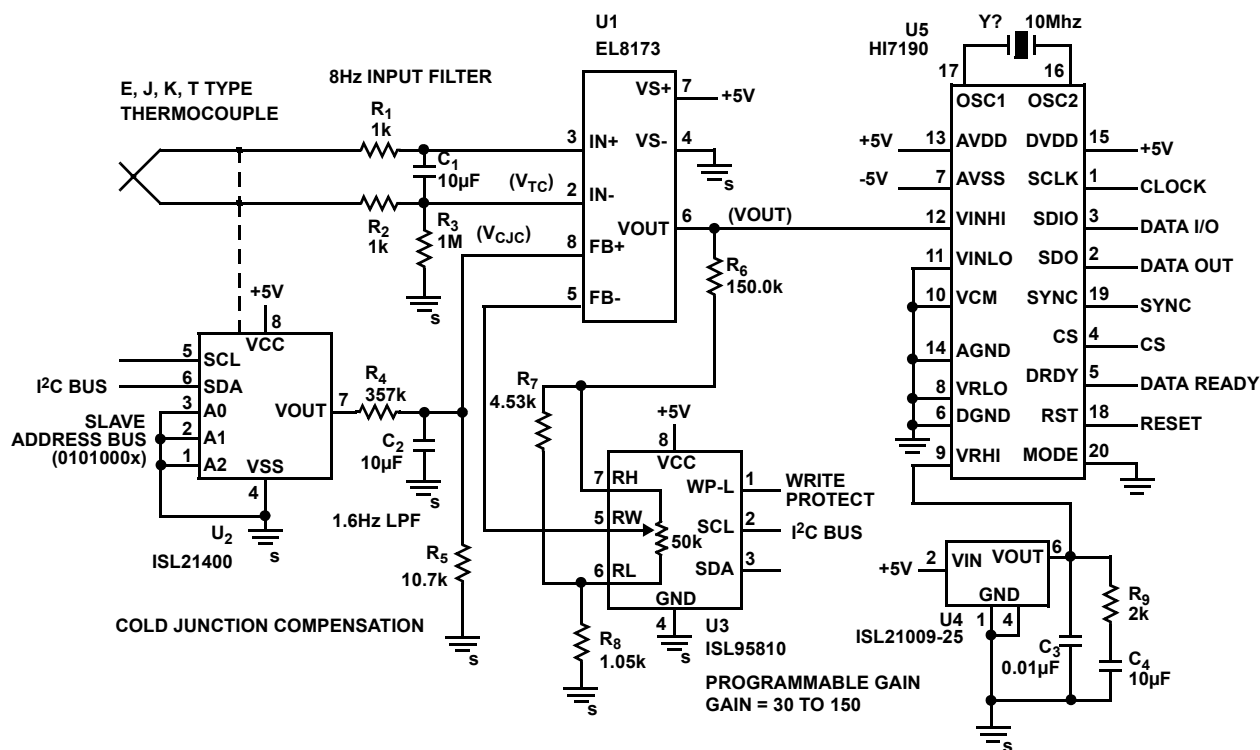 U1
EL8173
Y?
10Mhz
U5
HI7190
17
16
OSC1
OSC2
E, J, K, T TYPE
THERMOCOUPLE
8Hz INPUT FILTER
R1
1k
C1
10µF
R2
1k
R3
1M
(VTC)
(VCJC)
3
IN+
2
IN-
8
FB+
5
FB-
VS+
7
+5V
VS-
4
S
VOUT
6
(VOUT)
R6
150.0k
+5V
13
AVDD
-5V
7
AVSS
12
VINHI
11
VINLO
10
VCM
14
AGND
8
VRLO
6
DGND
9
VRHI
DVDD
15
+5V
SCLK
1
CLOCK
SDIO
3
DATA I/O
SDO
2
DATA OUT
SYNC
19
SYNC
CS
4
CS
DRDY
5
DATA READY
RST
18
RESET
MODE
20
S
+5V
8
VCC
5
SCL
I2C BUS
6
SDA
SLAVE
ADDRESS BUS
(0101000x)
3
A0
2
A1
1
A2
VOUT
7
VSS
4
S
U2
ISL21400
R4
357k
C2
10µF
S
1.6Hz LPF
R5
10.7k
S
COLD JUNCTION COMPENSATION
R7
4.53k
+5V
8
VCC
7
RH
5
RW
6
RL
50k
WP-L
1
WRITE
PROTECT
SCL
2
I2C BUS
SDA
3
GND
4
S
U3
ISL95810
R8
1.05k
S
PROGRAMMABLE GAIN
GAIN = 30 TO 150
+5V
2
VIN
VOUT
6
GND
1
4
U4
ISL21009-25
R9
2k
C3
0.01µF
C4
10µF
S